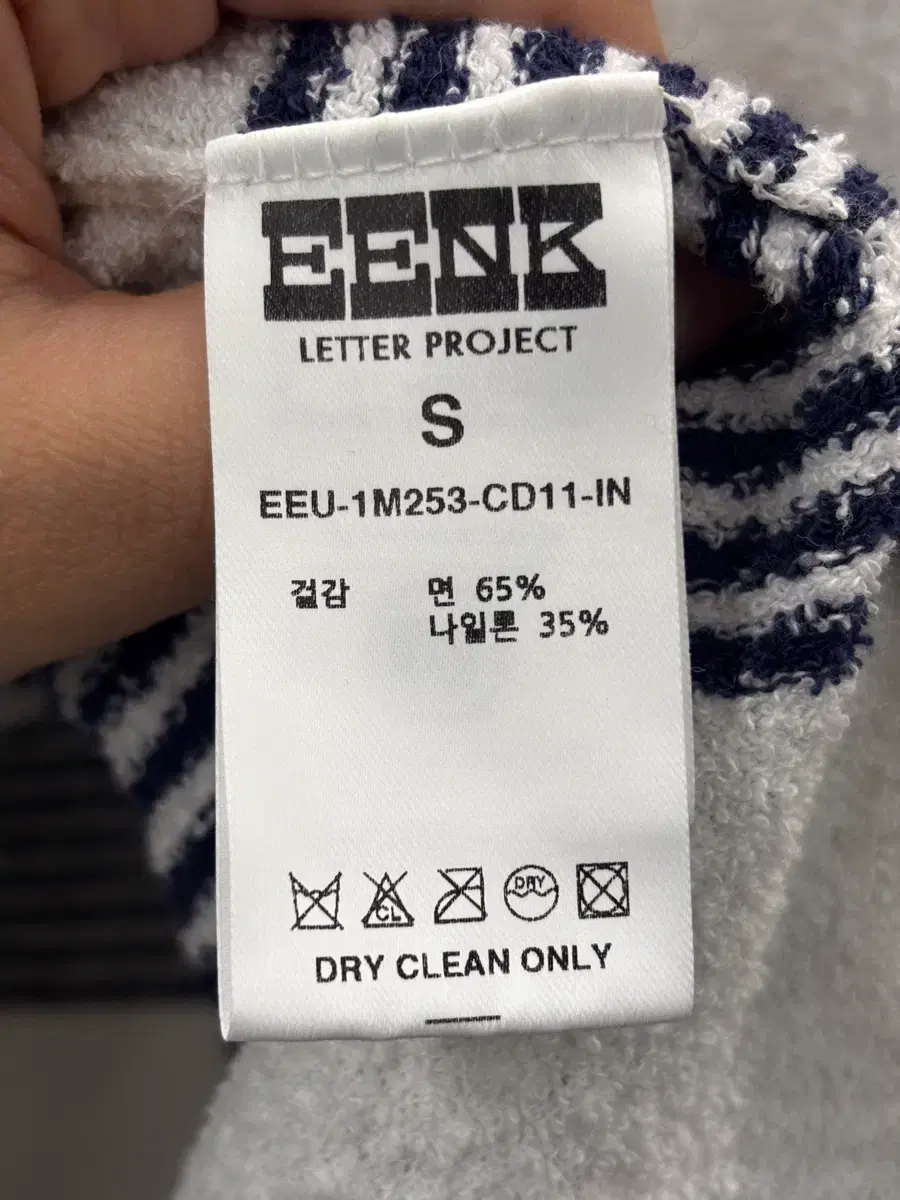 EENK
LETTER PROJECT
S
EEU-1M253-CD11-IN
겉감 면 65%
나일론 35%
CL
DRY
DRY CLEAN ONLY